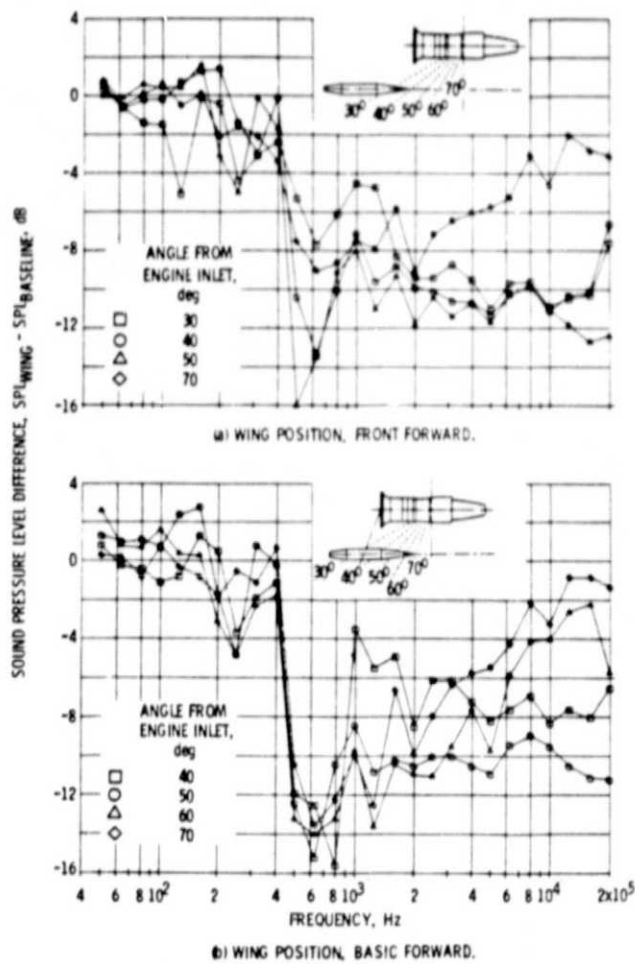 4
0
-4
-8
-12
-16
SOUND PRESSURE LEVEL DIFFERENCE, SPLWING - SPLBASELINE, dB
30°
40°
50°
60°
70°
ANGLE FROM
ENGINE INLET,
deg
30
40
50
70
(a) WING POSITION, FRONT FORWARD.
4
0
-4
-8
-12
-16
30°
40°
50°
60°
70°
ANGLE FROM
ENGINE INLET,
deg
40
50
60
70
4 6 8 10² 2 4 6 8 10³ 2 4 6 8 10⁴ 2x10⁵
FREQUENCY, Hz
(b) WING POSITION, BASIC FORWARD.